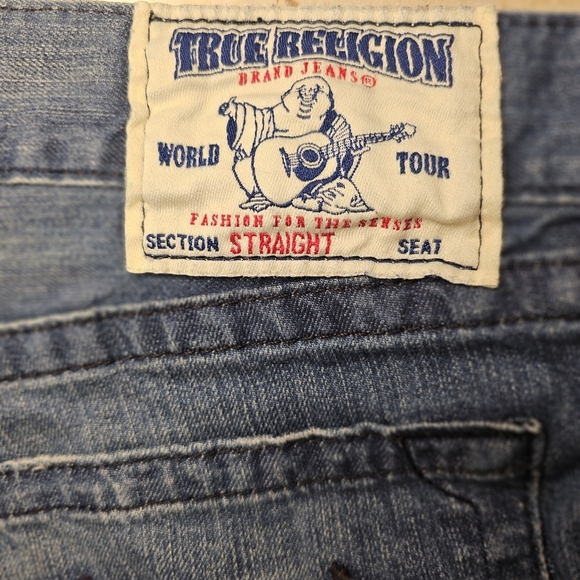 TRUE RELIGION
BRAND JEANS®
WORLD TOUR
FASHION FOR THE SENSES
SECTION STRAIGHT SEAT